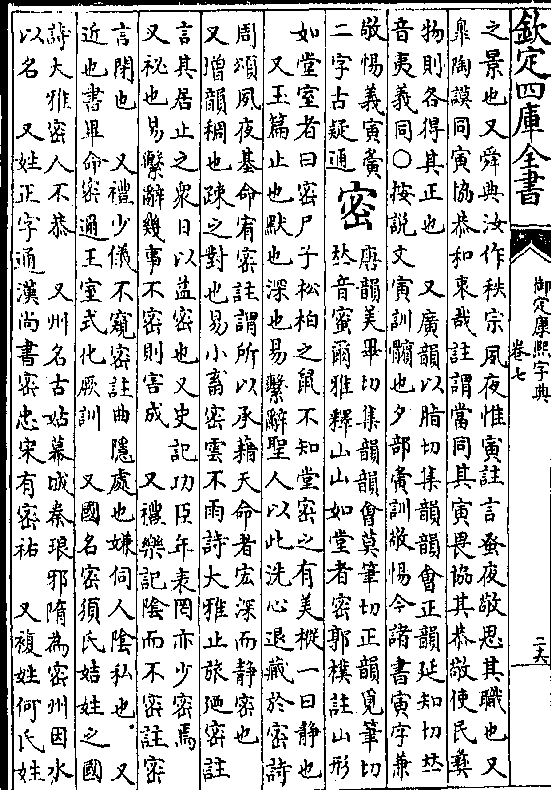 欽定四庫全書
御定康熙字典
卷七
二六
之景也又舜典汝作秩宗夙夜惟寅註言蚤夜敬思其職也又
臯陶謨同寅協恭和衷哉註謂當同其寅畏協其恭敬使民彝
物則各得其正也　又廣韻以脂切集韻韻會正韻延知切𠀤
音夷義同○按說文寅訓髕也夕部夤訓敬惕今諸書寅字兼
敬惕義寅夤
二字古疑通
密
唐韻美畢切集韻韻會莫筆切正韻覓筆切
𠀤音蜜爾雅釋山山如堂者密郭樸註山形
如堂室者曰密尸子松柏之鼠不知堂密之有美樅一曰静也
又玉篇止也默也深也易繫辭聖人以此洗心退藏於密詩
周頌夙夜基命宥密註謂所以承藉天命者宏深而静密也
又增韻稠也疎之對也易小畜密雲不雨詩大雅止旅廼密註
言其居止之衆日以益密也又史記功臣年表罔亦少密焉
又祕也易繫辭幾事不密則害成　又禮樂記陰而不密註密
言閉也　又禮少儀不窺密註曲隱處也嫌伺人陰私也　又
近也書畢命密邇王室式化厥訓　又國名密須氏姞姓之國
詩大雅密人不恭　又州名古姑幕城秦琅邪隋為密州因水
以名　又姓正字通漢尚書密忠宋有密祐　又複姓何氏姓